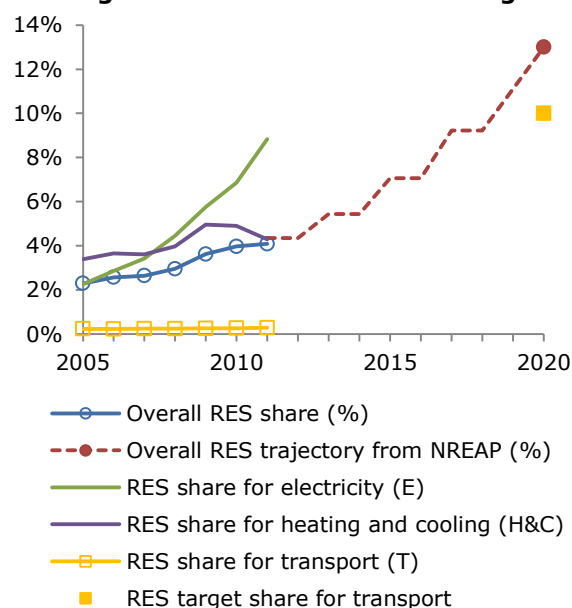 14%
12%
10%
8%
6%
4%
2%
0%
2005 2010 2015 2020
Overall RES share (%)
Overall RES trajectory from NREAP (%)
RES share for electricity (E)
RES share for heating and cooling (H&C)
RES share for transport (T)
RES target share for transport